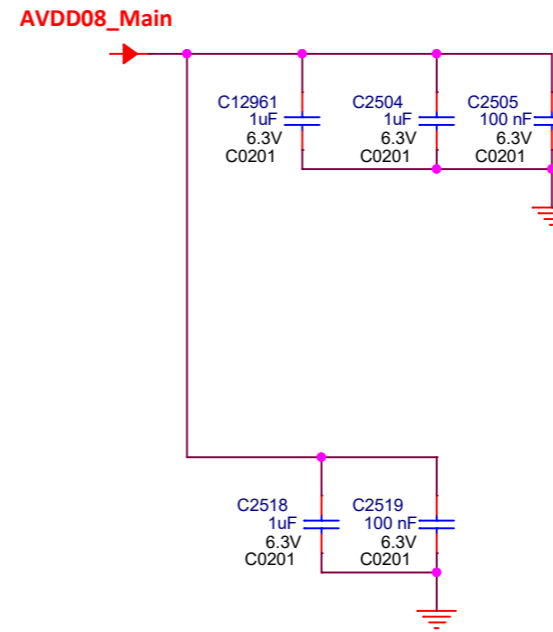 AVDD08_Main
C12961
1uF
6.3V
C0201
C2504
1uF
6.3V
C0201
C2505
100 nF
6.3V
C0201
C2518
1uF
6.3V
C0201
C2519
100 nF
6.3V
C0201